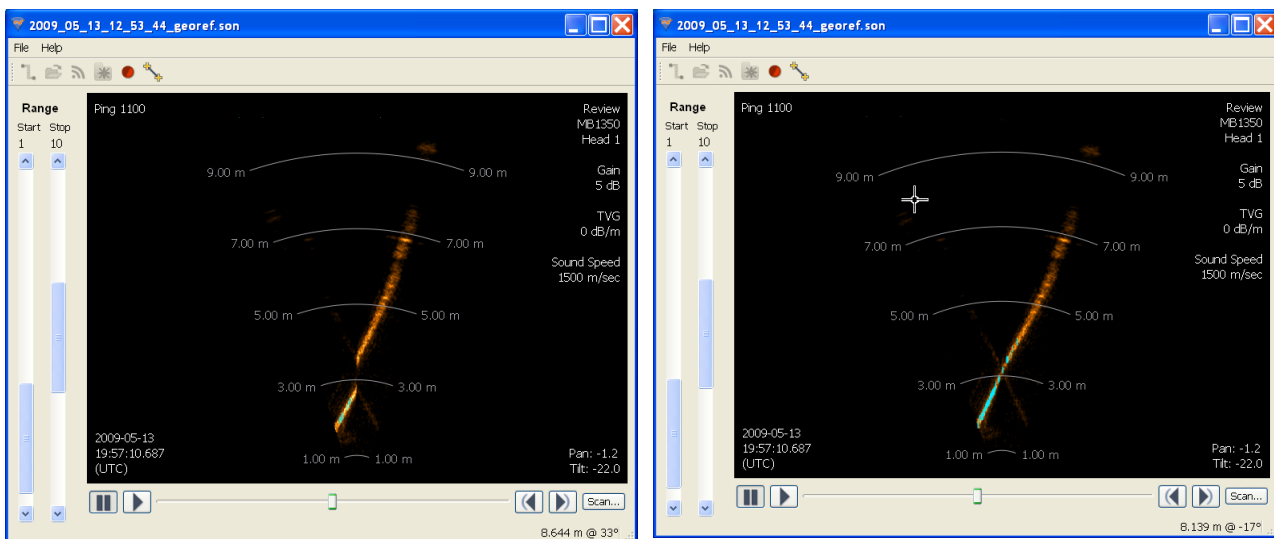 2009_05_13_12_53_44_georef.son
File Help
Range
Start Stop
1 10
Ping 1100
Review
MB1350
Head 1
Gain
5 dB
TVG
0 dB/m
Sound Speed
1500 m/sec
9.00 m 9.00 m
7.00 m 7.00 m
5.00 m 5.00 m
3.00 m 3.00 m
1.00 m 1.00 m
2009-05-13
19:57:10.687
(UTC)
Pan: -1.2
Tilt: -22.0
Scan...
8.644 m @ 33°
2009_05_13_12_53_44_georef.son
File Help
Range
Start Stop
1 10
Ping 1100
Review
MB1350
Head 1
Gain
5 dB
TVG
0 dB/m
Sound Speed
1500 m/sec
9.00 m 9.00 m
7.00 m 7.00 m
5.00 m 5.00 m
3.00 m 3.00 m
1.00 m 1.00 m
2009-05-13
19:57:10.687
(UTC)
Pan: -1.2
Tilt: -22.0
Scan...
8.139 m @ -17°